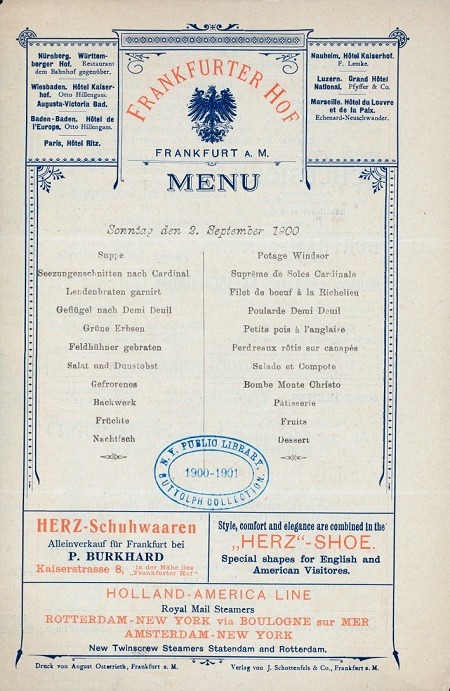 Nürnberg. Württem-
berger Hof. Restaurant
dem Bahnhof gegenüber.
Wiesbaden. Hôtel Kaiser-
hof. Otto Hillengass.
Augusta-Victoria Bad.
Baden-Baden. Hôtel de
l'Europe. Otto Hillengass.
Paris, Hôtel Ritz.
FRANKFURTER HOF
FRANKFURT A. M.
MENU
Nauheim. Hôtel Kaiserhof.
F. Lemke.
Luzern. Grand Hôtel
National. Pfyffer & Co.
Marseille. Hôtel du Louvre
et de la Paix.
Echenard-Neuschwander.
Sonntag den 2. September 1900
Suppe
Seezungenschnitten nach Cardinal
Lendenbraten garnirt
Geflügel nach Demi Deuil
Grüne Erbsen
Feldhühner gebraten
Salat und Dunstobst
Gefrorenes
Backwerk
Früchte
Nachtisch
Potage Windsor
Suprème de Soles Cardinale
Filet de boeuf à la Richelieu
Poularde Demi Deuil
Petits pois à l'anglaise
Perdreaux rôtis sur canapés
Salade et Compote
Bombe Monte Christo
Pâtisserie
Fruits
Dessert
N.Y. PUBLIC LIBRARY.
1900-1901
BUTTOLPH COLLECTION.
HERZ-Schuhwaaren
Alleinverkauf für Frankfurt bei
P. BURKHARD
Kaiserstrasse 8, in der Nähe des
„Frankfurter Hof"
Style, comfort and elegance are combined in the
„HERZ"-SHOE.
Special shapes for English and
American Visitores.
HOLLAND-AMERICA LINE
Royal Mail Steamers
ROTTERDAM-NEW YORK via BOULOGNE sur MER
AMSTERDAM-NEW YORK
New Twinscrew Steamers Statendam and Rotterdam.
Druck von August Osterrieth, Frankfurt a. M.
Verlag von J. Schottenfels & Co., Frankfurt a. M.